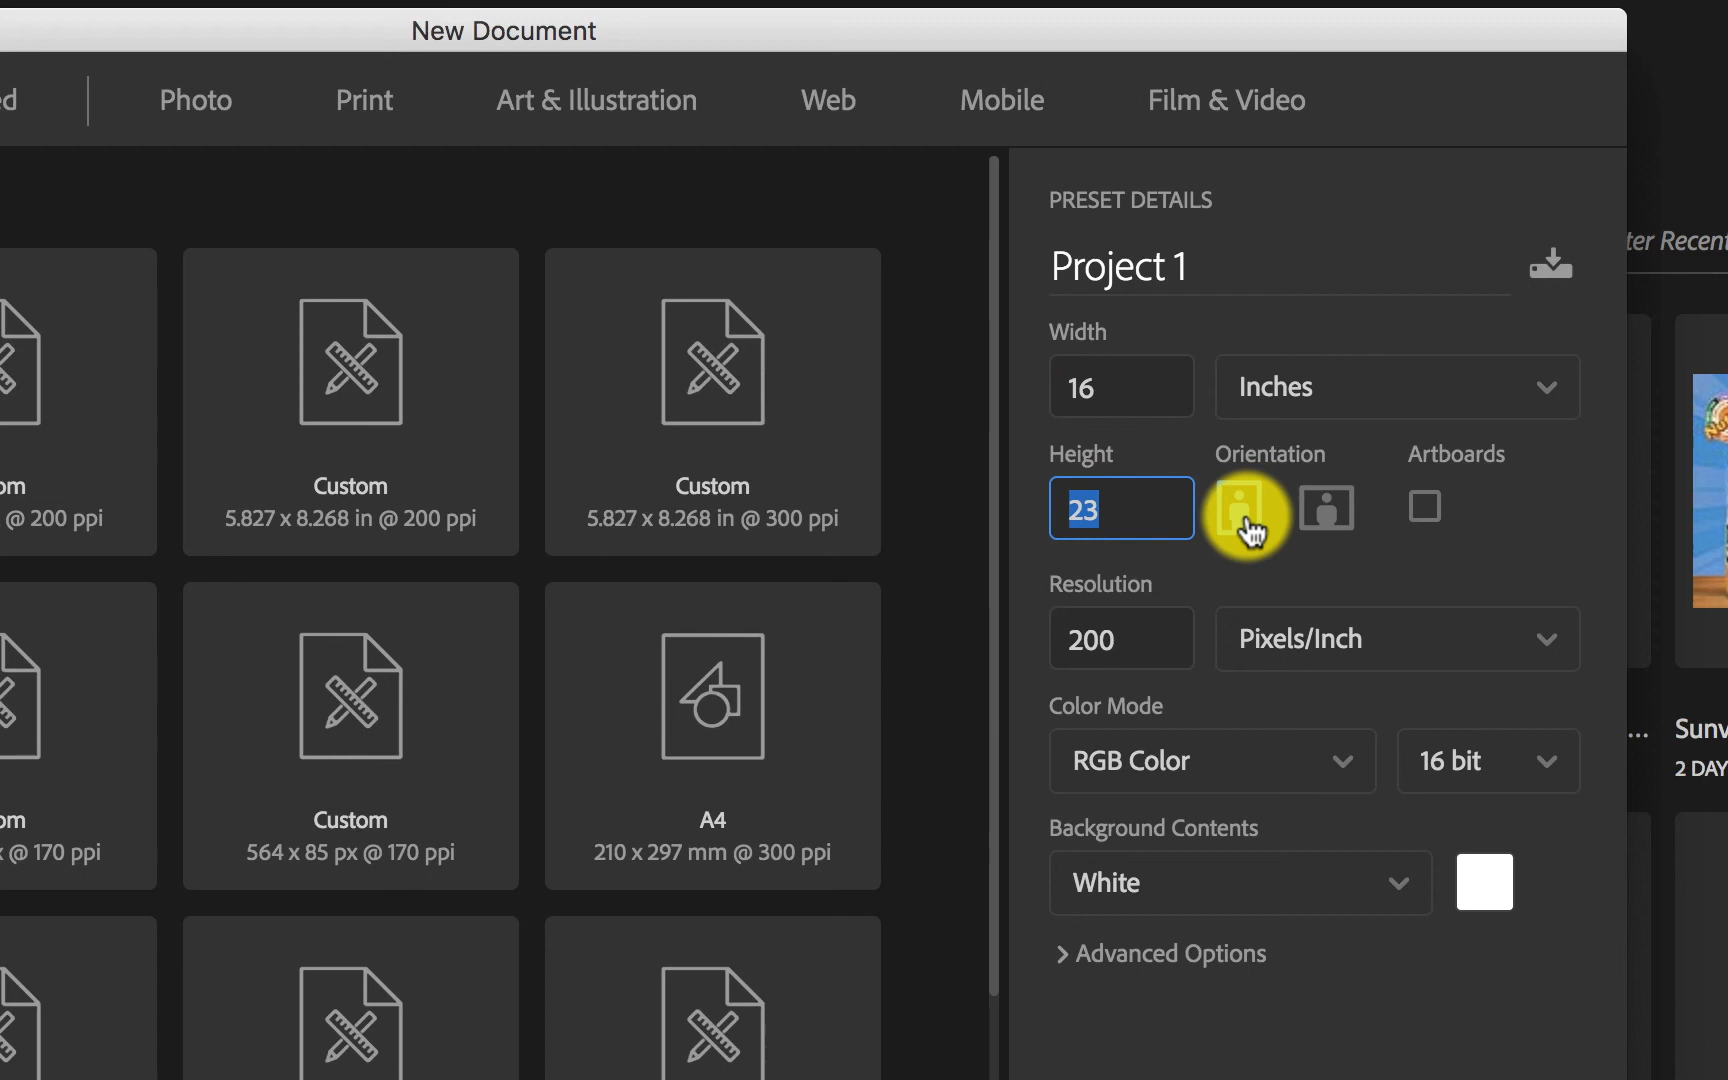 New Document
Photo Print Art & Illustration Web Mobile Film & Video
PRESET DETAILS
Project 1
Width
16 Inches
Height Orientation Artboards
23
Resolution
200 Pixels/Inch
Color Mode
RGB Color 16 bit
Background Contents
White
> Advanced Options
Custom Custom
@ 200 ppi 5.827 x 8.268 in @ 200 ppi 5.827 x 8.268 in @ 300 ppi
Custom A4
@ 170 ppi 564 x 85 px @ 170 ppi 210 x 297 mm @ 300 ppi
Recent
...
2 DAY